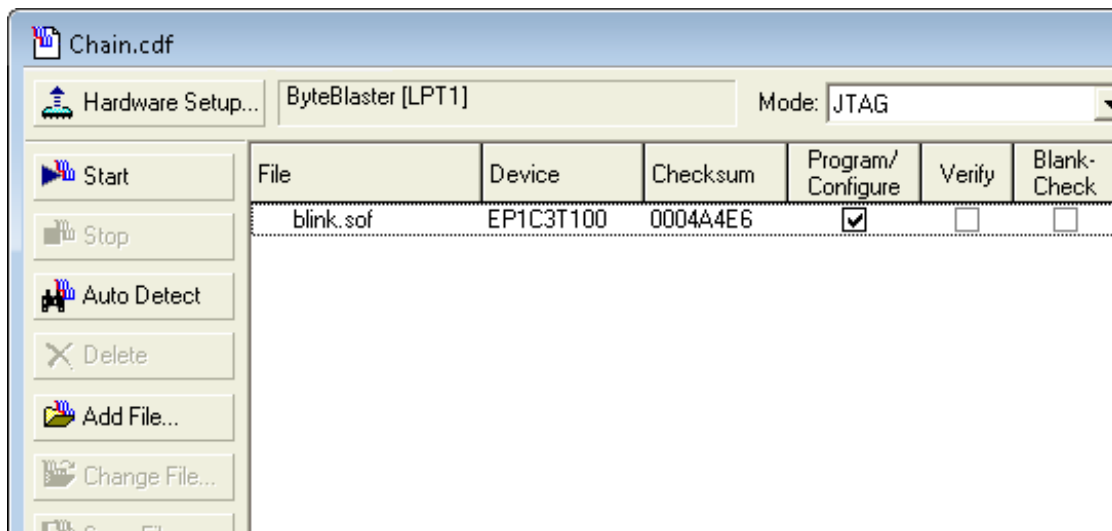 Chain.cdf
Hardware Setup... ByteBlaster [LPT1] Mode: JTAG
Start
Stop
Auto Detect
Delete
Add File...
Change File...
File Device Checksum Program/ Configure Verify Blank- Check
blink.sof EP1C3T100 0004A4E6